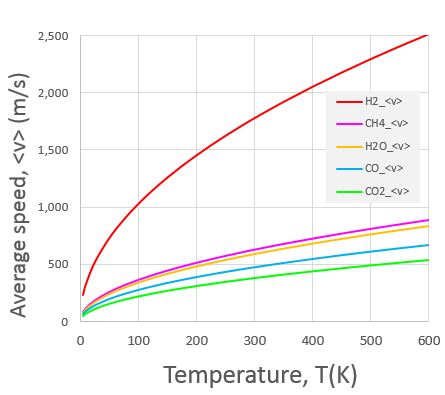 Average speed, <v> (m/s)
2,500
2,000
1,500
1,000
500
0
H2_<v>
CH4_<v>
H2O_<v>
CO_<v>
CO2_<v>
0 100 200 300 400 500 600
Temperature, T(K)